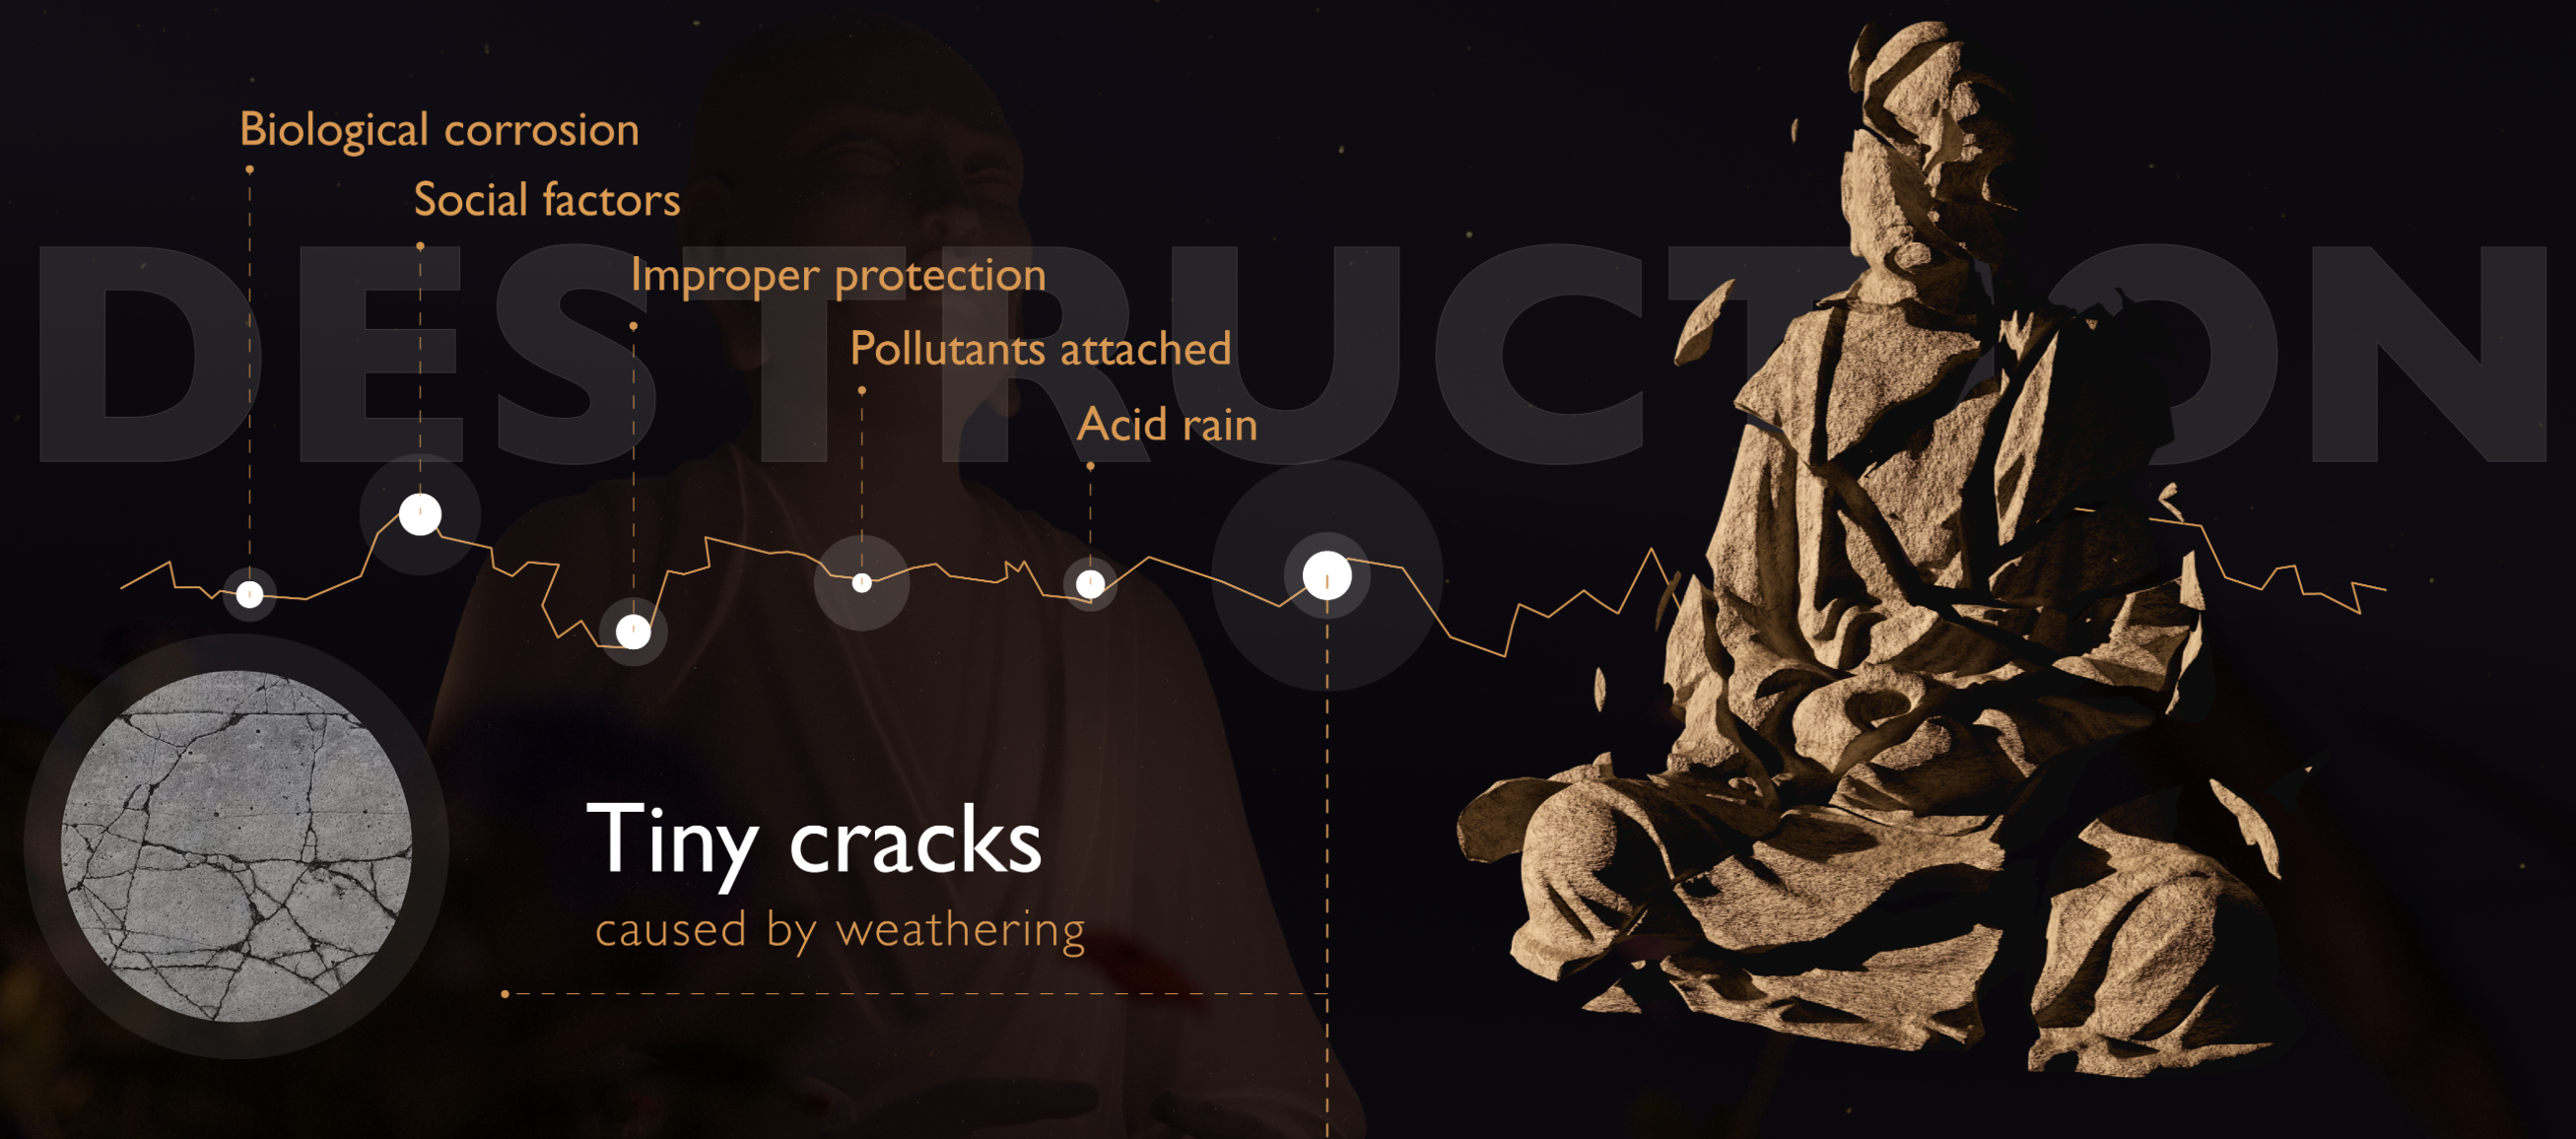 Biological corrosion
Social factors
DESTRUCTION
Improper protection
Pollutants attached
Acid rain
Tiny cracks
caused by weathering